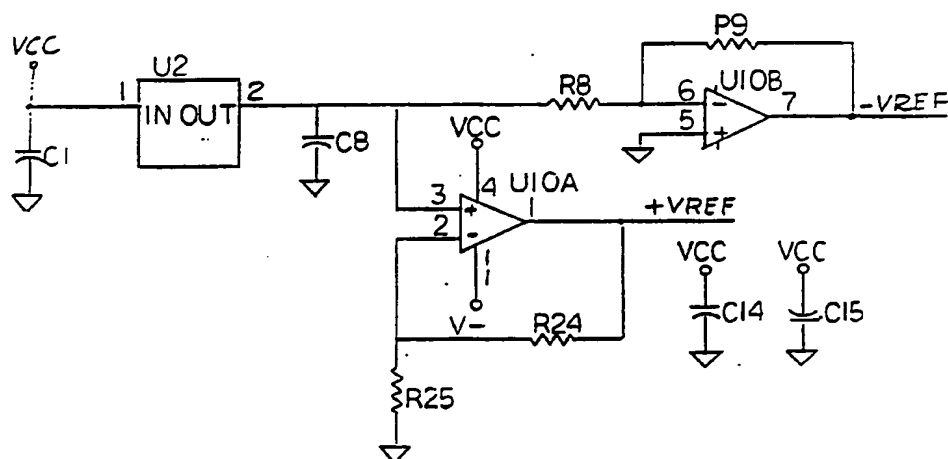 VCC
U2
1
IN OUT
2
C1
C8
R8
P9
U10B
6
-
5
+
7
-VREF
VCC
4
U10A
3
+
2
-
1
+VREF
11
V-
R24
R25
VCC
C14
VCC
C15